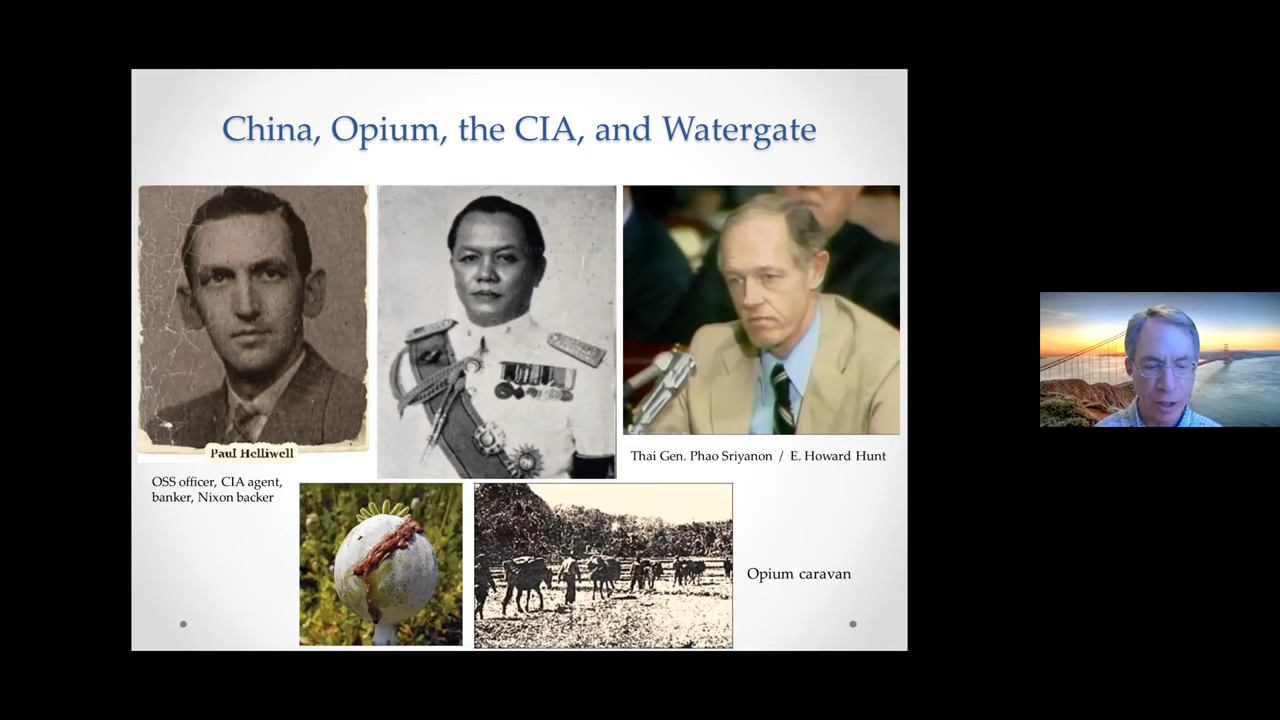 China, Opium, the CIA, and Watergate
Paul Helliwell
OSS officer, CIA agent,
banker, Nixon backer
Thai Gen. Phao Sriyanon / E. Howard Hunt
Opium caravan